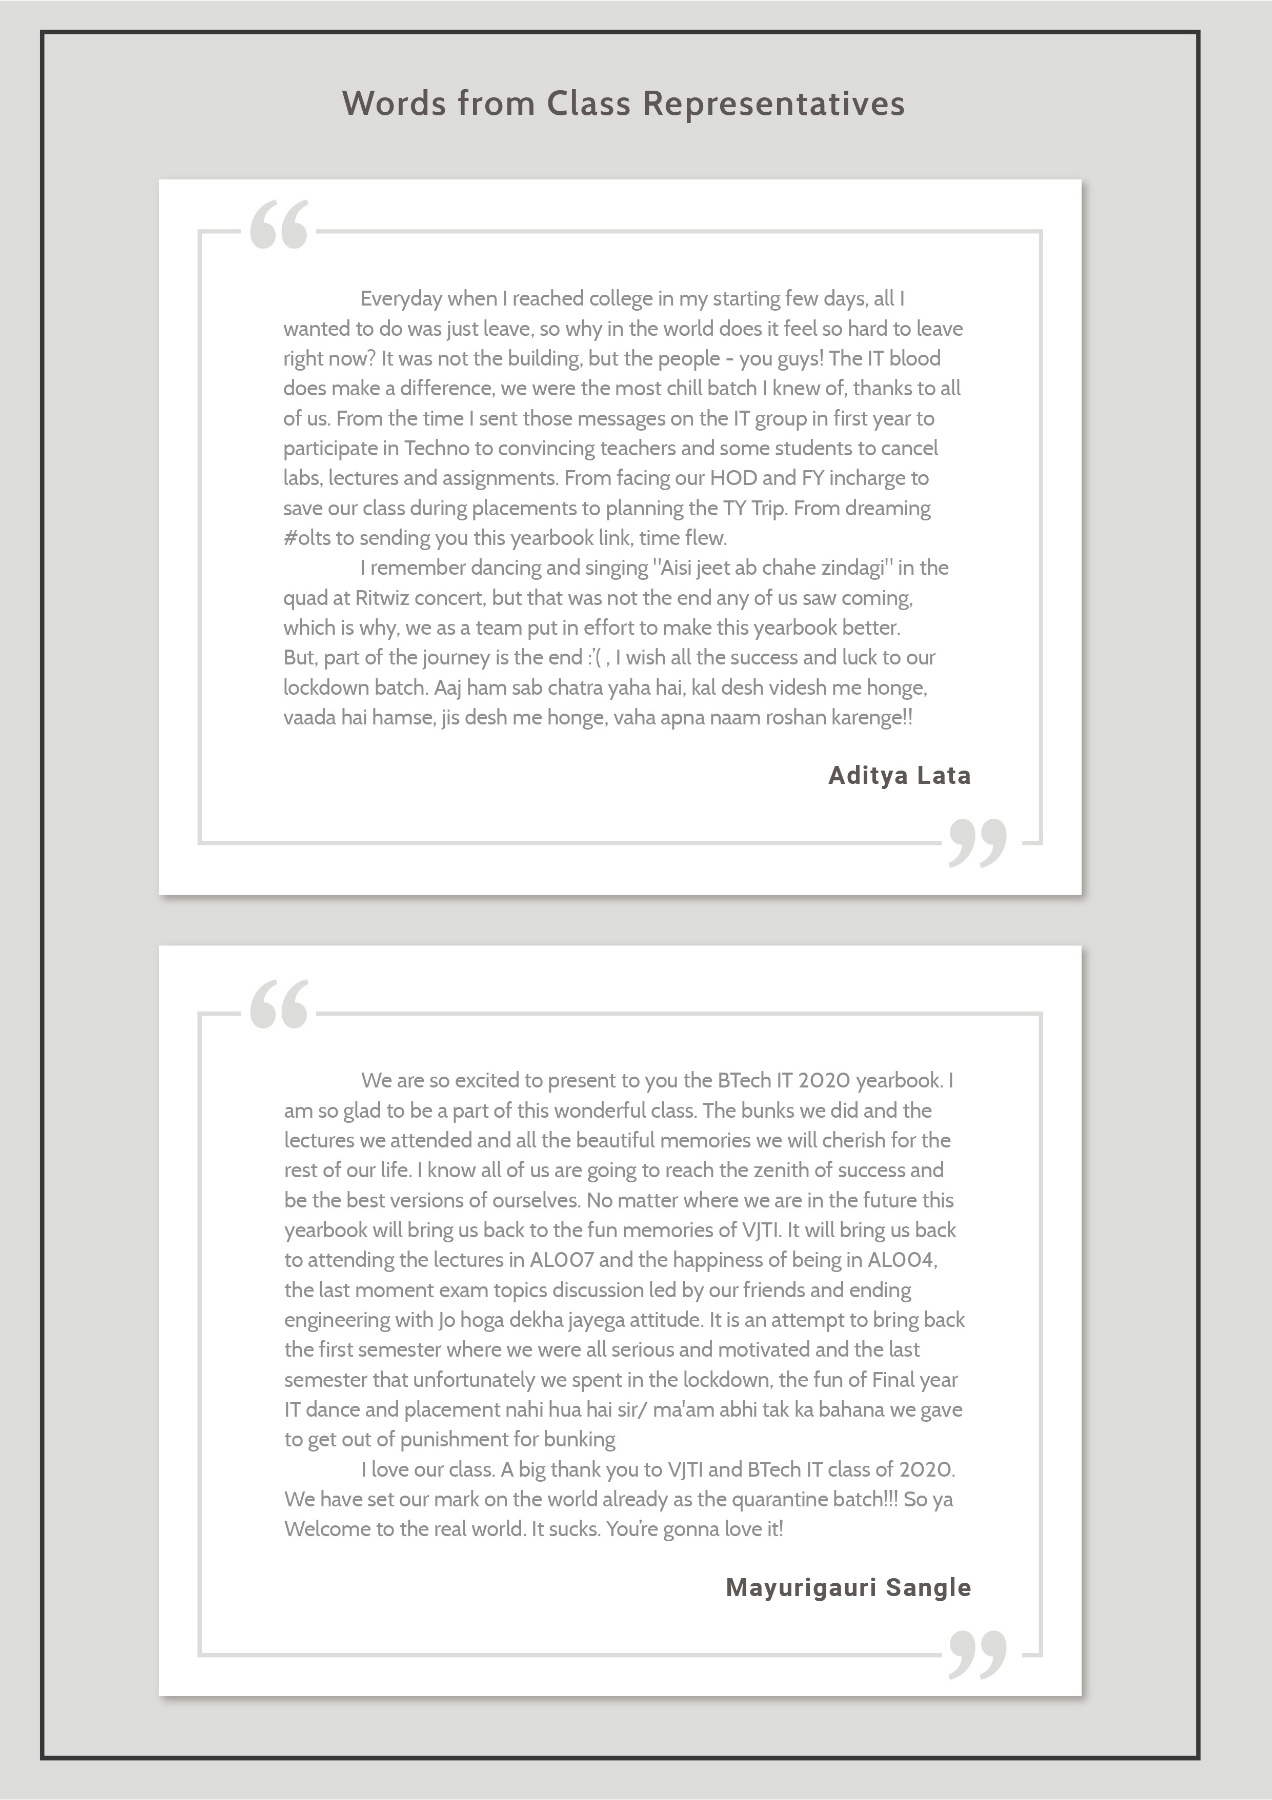 Words from Class Representatives
“
Everyday when I reached college in my starting few days, all I
wanted to do was just leave, so why in the world does it feel so hard to leave
right now? It was not the building, but the people - you guys! The IT blood
does make a difference, we were the most chill batch I knew of, thanks to all
of us. From the time I sent those messages on the IT group in first year to
participate in Techno to convincing teachers and some students to cancel
labs, lectures and assignments. From facing our HOD and FY incharge to
save our class during placements to planning the TY Trip. From dreaming
#olts to sending you this yearbook link, time flew.
I remember dancing and singing "Aisi jeet ab chahe zindagi" in the
quad at Ritwiz concert, but that was not the end any of us saw coming,
which is why, we as a team put in effort to make this yearbook better.
But, part of the journey is the end :'( , I wish all the success and luck to our
lockdown batch. Aaj ham sab chatra yaha hai, kal desh videsh me honge,
vaada hai hamse, jis desh me honge, vaha apna naam roshan karenge!!
Aditya Lata
”
“
We are so excited to present to you the BTech IT 2020 yearbook. I
am so glad to be a part of this wonderful class. The bunks we did and the
lectures we attended and all the beautiful memories we will cherish for the
rest of our life. I know all of us are going to reach the zenith of success and
be the best versions of ourselves. No matter where we are in the future this
yearbook will bring us back to the fun memories of VJTI. It will bring us back
to attending the lectures in AL007 and the happiness of being in AL004,
the last moment exam topics discussion led by our friends and ending
engineering with Jo hoga dekha jayega attitude. It is an attempt to bring back
the first semester where we were all serious and motivated and the last
semester that unfortunately we spent in the lockdown, the fun of Final year
IT dance and placement nahi hua hai sir/ ma'am abhi tak ka bahana we gave
to get out of punishment for bunking
I love our class. A big thank you to VJTI and BTech IT class of 2020.
We have set our mark on the world already as the quarantine batch!!! So ya
Welcome to the real world. It sucks. You're gonna love it!
Mayurigauri Sangle
”